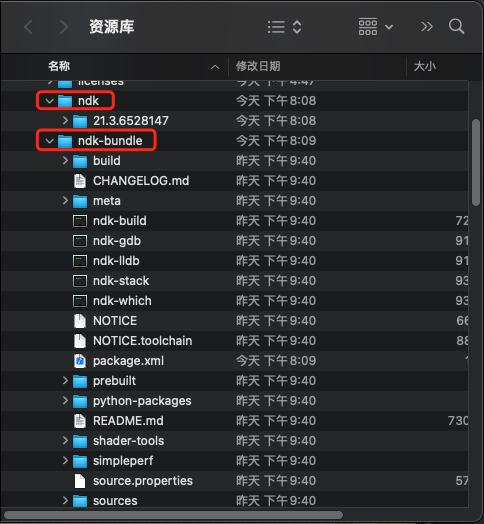 资源库
名称 修改日期 大小
licenses 今天 下午4:47
ndk 今天 下午8:08
21.3.6528147 今天 下午8:08
ndk-bundle 今天 下午8:09
build 昨天 下午9:40
CHANGELOG.md 昨天 下午9:40
meta 昨天 下午9:40
ndk-build 昨天 下午9:40 72
ndk-gdb 昨天 下午9:40 91
ndk-lldb 昨天 下午9:40 91
ndk-stack 昨天 下午9:40 93
ndk-which 昨天 下午9:40 93
NOTICE 昨天 下午9:40 66
NOTICE.toolchain 昨天 下午9:40 88
package.xml 今天 下午8:09 1
prebuilt 昨天 下午9:40
python-packages 昨天 下午9:40
README.md 昨天 下午9:40 730
shader-tools 昨天 下午9:40
simpleperf 昨天 下午9:40
source.properties 昨天 下午9:40 57
sources 昨天 下午9:40